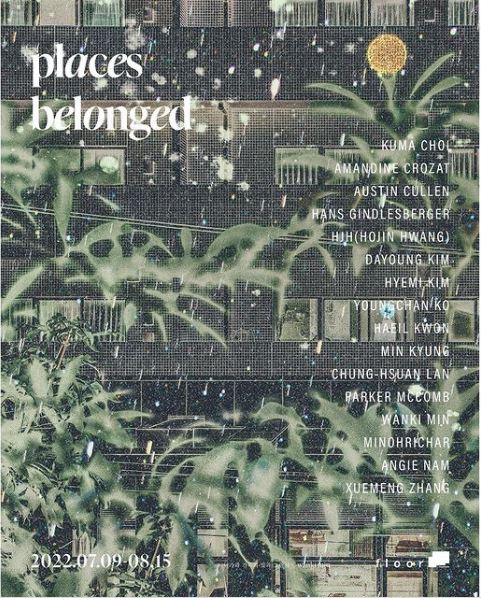 places
belonged
KUMA CHOI
AMANDINE CROZAT
AUSTIN CULLEN
HANS GINDLESBERGER
HJH(HOJIN HWANG)
DAYOUNG KIM
HYEMI KIM
YOUNGCHAN KO
HAEIL KWON
MIN KYUNG
CHUNG-HSUAN LAN
PARKER MCCOMB
WANKI MIN
MINOHRICHAR
ANGIE NAM
XUEMENG ZHANG
2022.07.09-08.15
floor